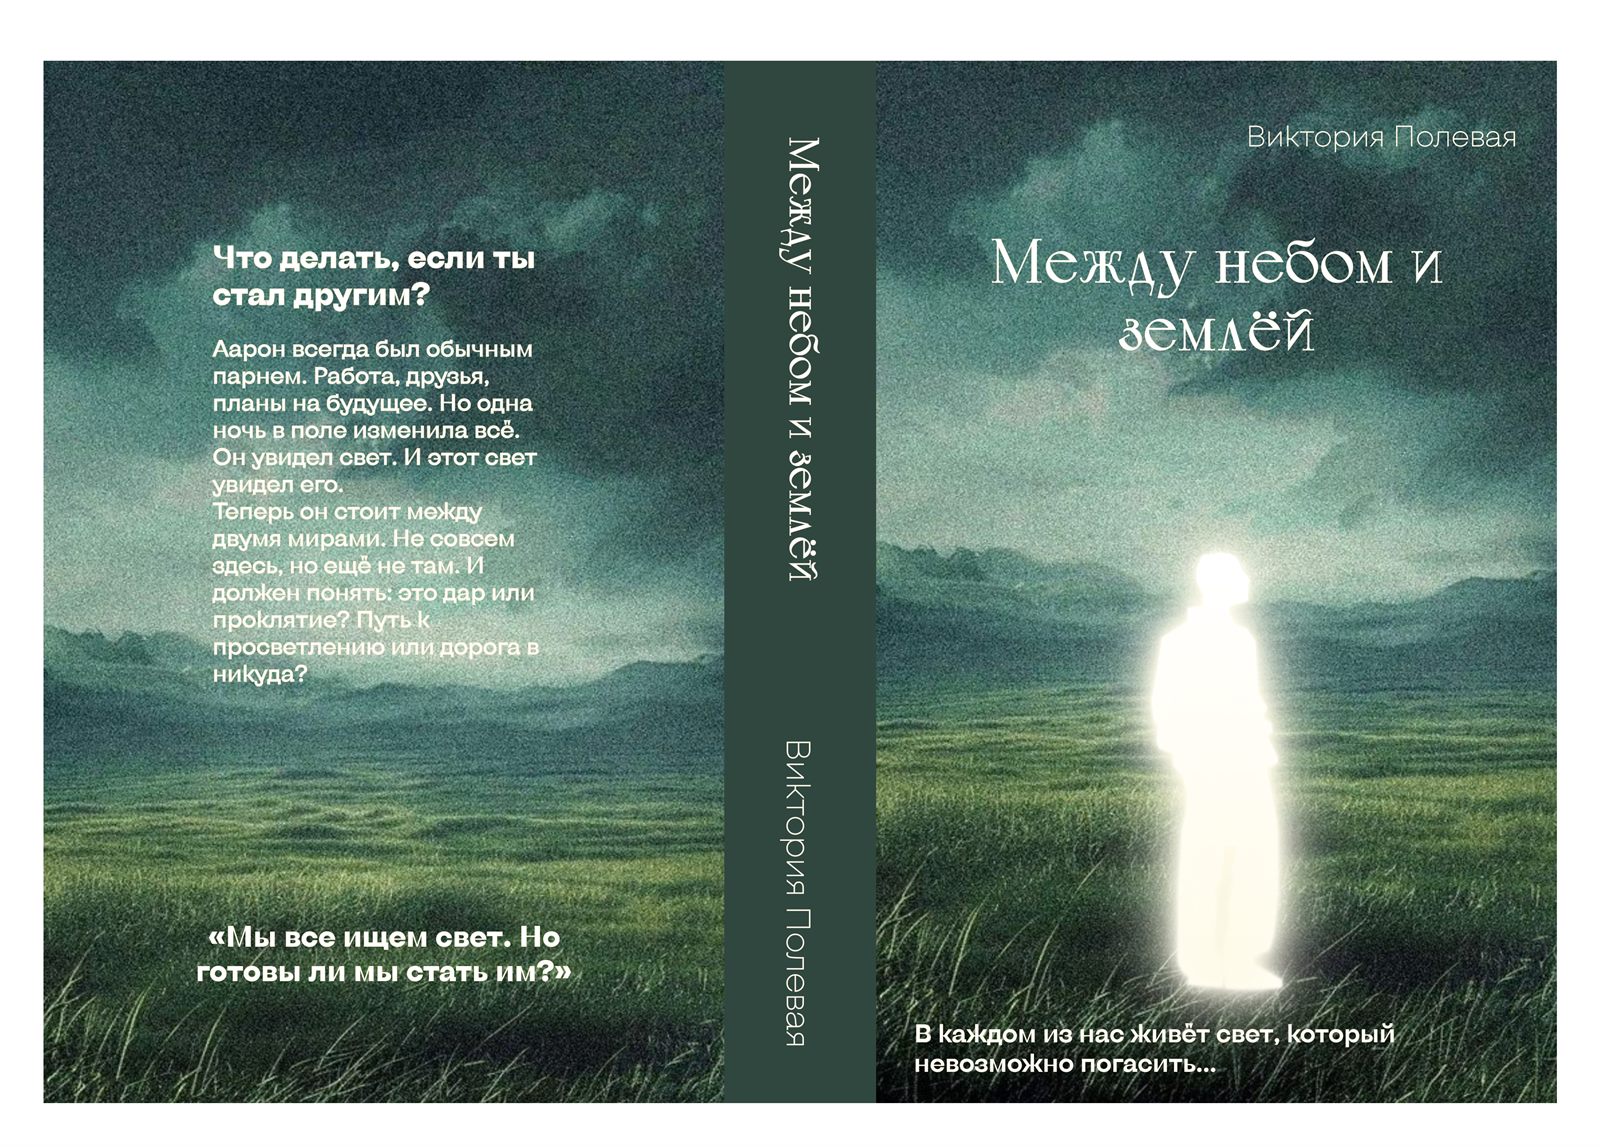 Что делать, если ты
стал другим?
Аарон всегда был обычным
парнем. Работа, друзья,
планы на будущее. Но одна
ночь в поле изменила всё.
Он увидел свет. И этот свет
увидел его.
Теперь он стоит между
двумя мирами. Не совсем
здесь, но ещё не там. И
должен понять: это дар или
проклятие? Путь к
просветлению или дорога в
никуда?
«Мы все ищем свет. Но
готовы ли мы стать им?»
Между небом и землёй
Виктория Полевая
Виктория Полевая
Между небом и
землёй
В каждом из нас живёт свет, который
невозможно погасить...